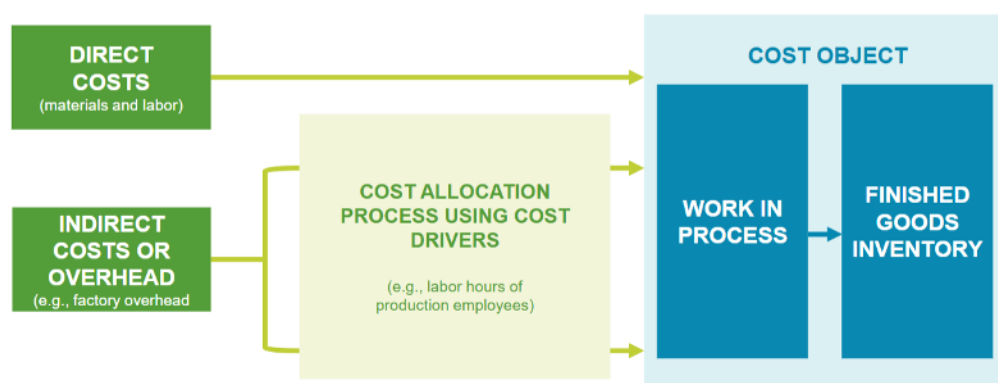 DIRECT
COSTS
(materials and labor)
INDIRECT
COSTS OR
OVERHEAD
(e.g., factory overhead
COST ALLOCATION
PROCESS USING COST
DRIVERS
(e.g., labor hours of
production employees)
COST OBJECT
WORK IN
PROCESS
FINISHED
GOODS
INVENTORY